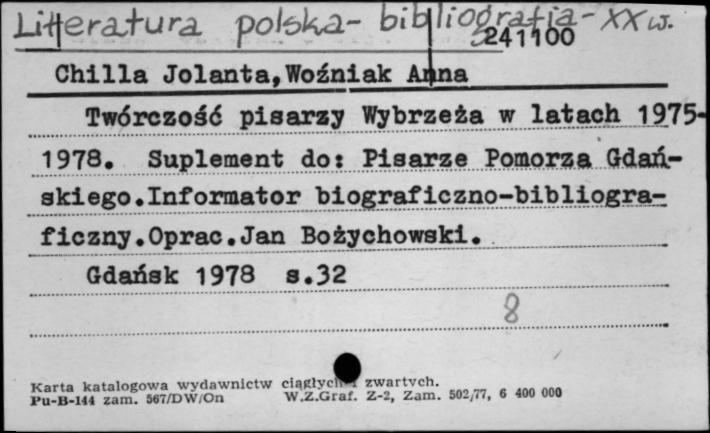 Litteratura polska - bibliografia - XX w.
241100
Chilla Jolanta,Woźniak Anna
Twórczość pisarzy Wybrzeża w latach 1975-
1978. Suplement do: Pisarze Pomorza Gdań-
skiego.Informator biograficzno-bibliogra-
ficzny.Oprac.Jan Bożychowski.
Gdańsk 1978 s.32
8
Karta katalogowa wydawnictw ciągłych i zwartych.
Pu-B-144 zam. 567/DW/On W.Z.Graf. Z-2, Zam. 502/77, 6 400 000